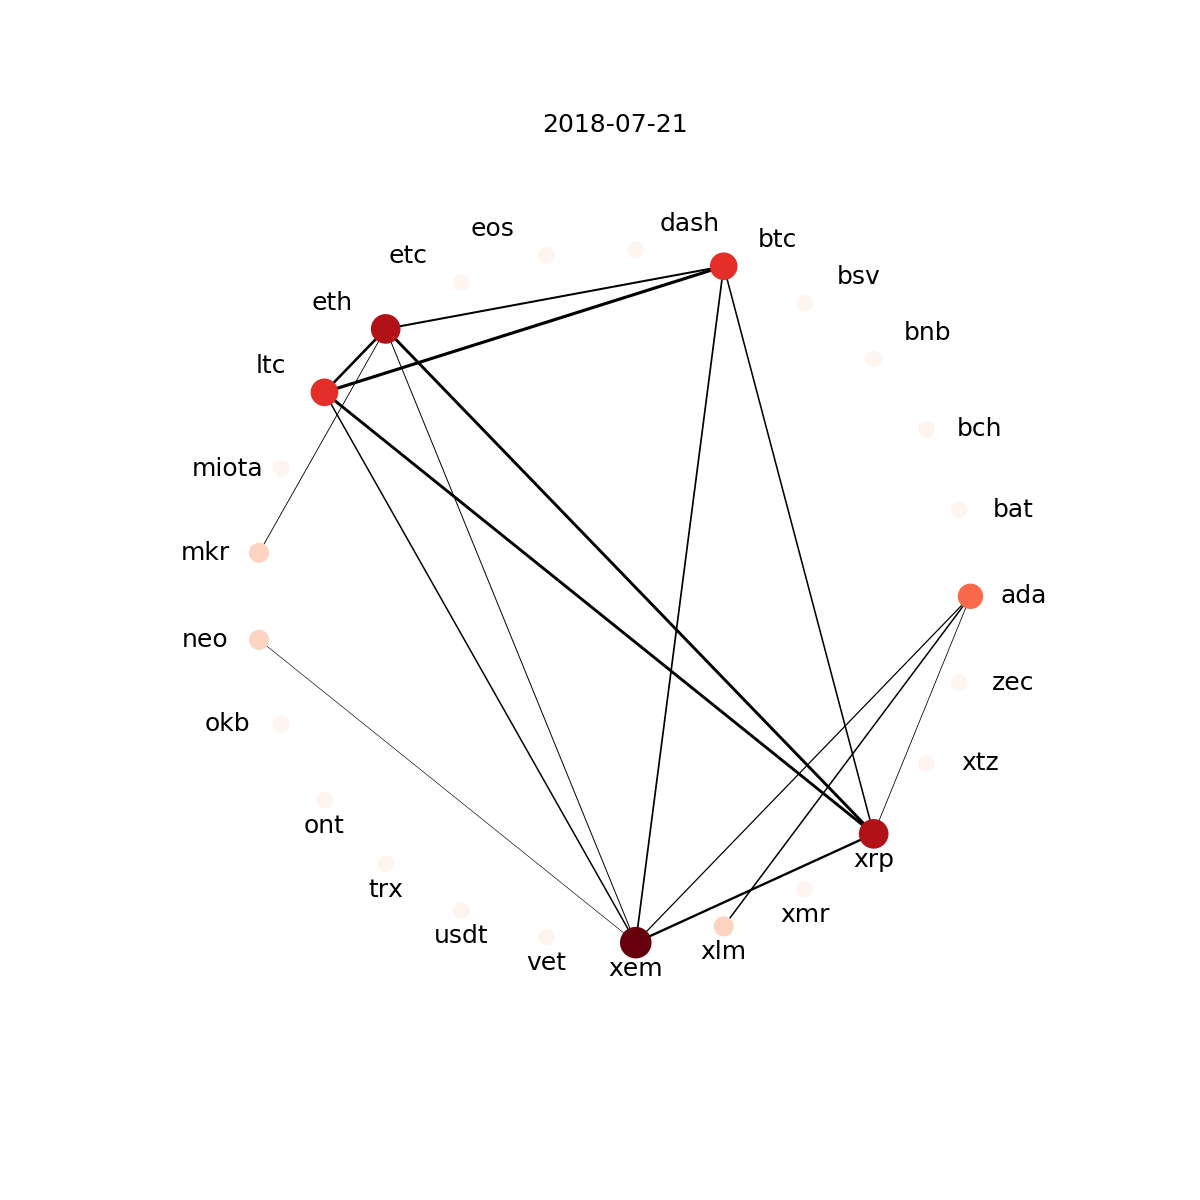 2018-07-21
dash
eos
btc
etc
bsv
eth
bnb
ltc
bch
miota
bat
mkr
ada
neo
zec
okb
xtz
ont
xrp
trx
xmr
usdt
xlm
vet
xem